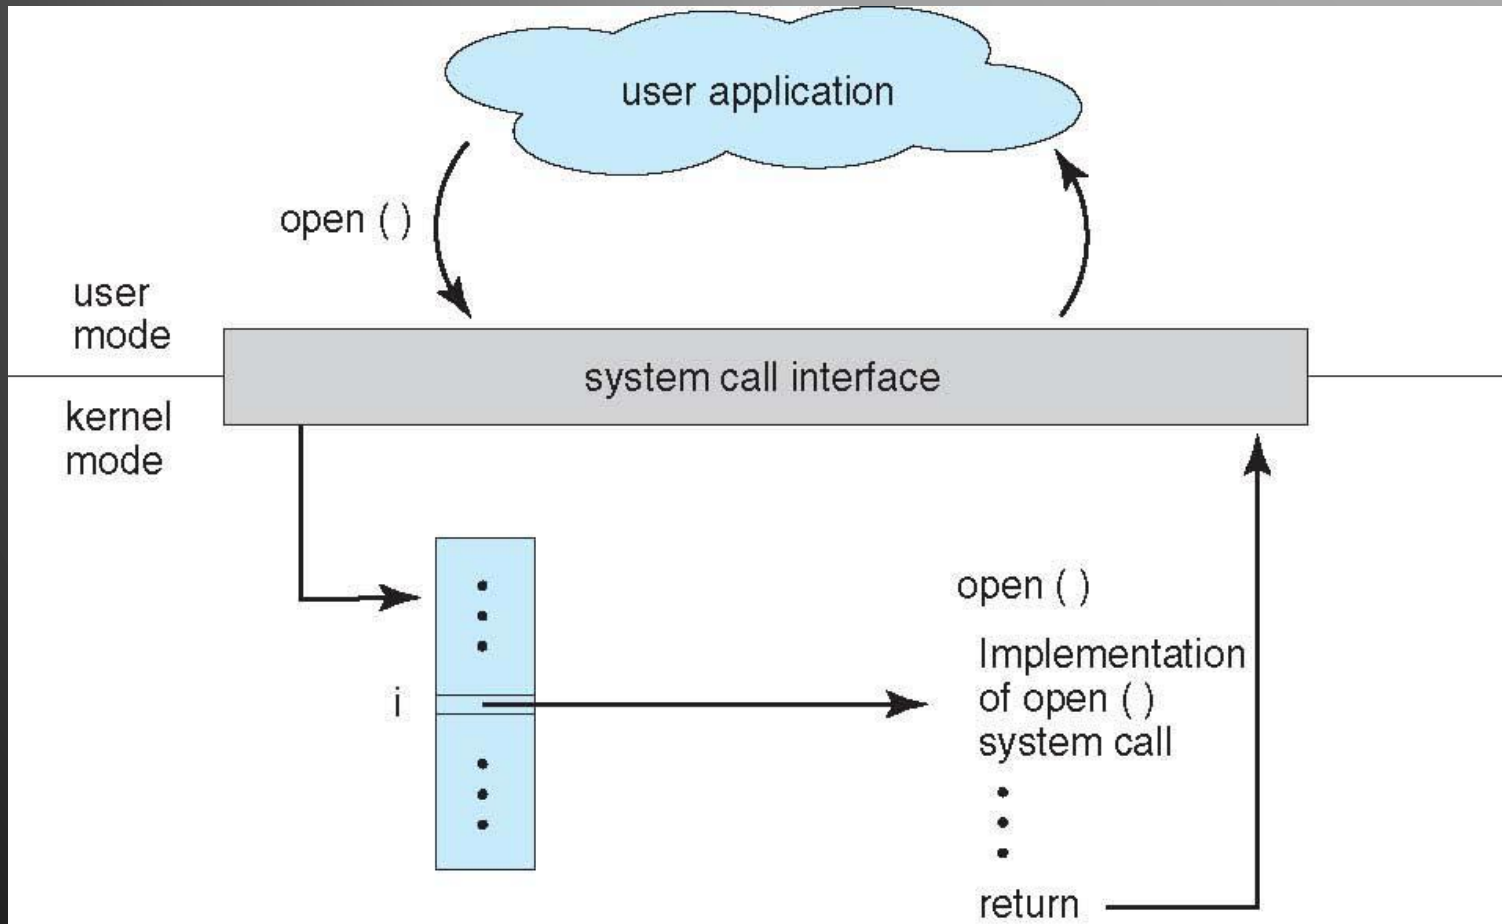 user application
open ( )
user
mode
system call interface
kernel
mode
open ( )
Implementation
of open ( )
system call
i
return